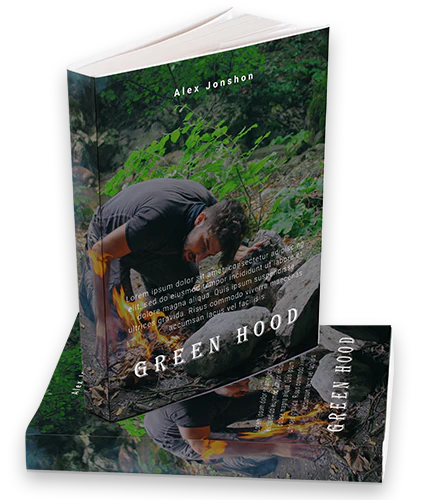 Alex Jonshon
Lorem ipsum dolor sit amet, consectetur adipiscing
elit, sed do eiusmod tempor incididunt ut labore et
dolore magna aliqua. Quis ipsum suspendisse
ultrices gravida. Risus commodo viverra maecenas
accumsan lacus vel facilisis.
GREEN HOOD
GREEN HOOD